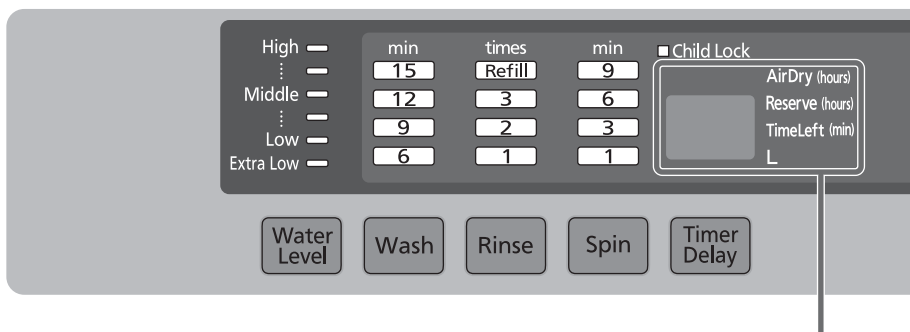 High
Middle
Low
Extra Low
min
15
12
9
6
times
Refill
3
2
1
min
9
6
3
1
Child Lock
AirDry (hours)
Reserve (hours)
TimeLeft (min)
L
Water
Level
Wash
Rinse
Spin
Timer
Delay